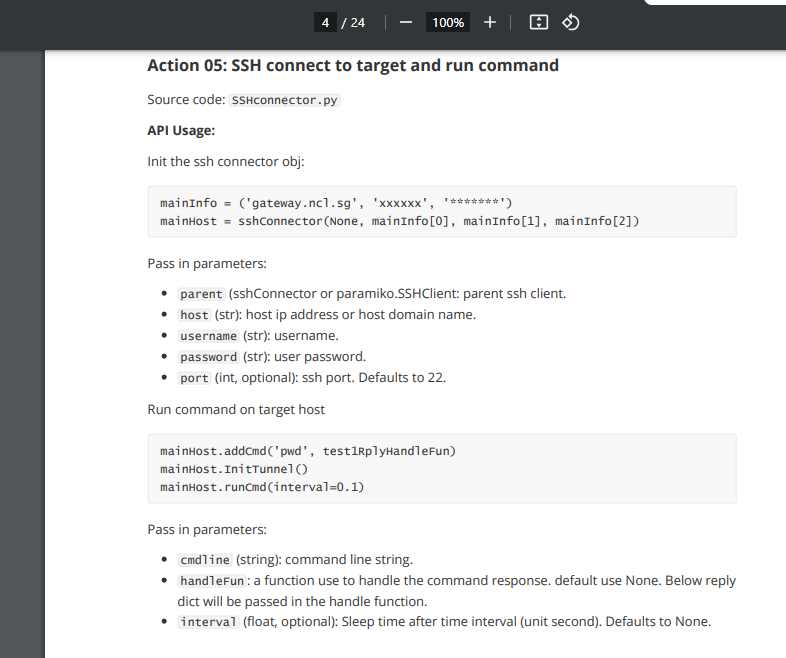 4 / 24
100%
Action 05: SSH connect to target and run command
Source code: SSHconnector.py
API Usage:
Init the ssh connector obj:
mainInfo = ('gateway.ncl.sg', 'xxxxxx', '*******')
mainHost = sshConnector(None, mainInfo[0], mainInfo[1], mainInfo[2])
Pass in parameters:
parent (sshConnector or paramiko.SSHClient: parent ssh client.
host (str): host ip address or host domain name.
username (str): username.
password (str): user password.
port (int, optional): ssh port. Defaults to 22.
Run command on target host
mainHost.addCmd('pwd', test1RplyHandleFun)
mainHost.InitTunnel()
mainHost.runCmd(interval=0.1)
Pass in parameters:
cmdline (string): command line string.
handleFun: a function use to handle the command response. default use None. Below reply
dict will be passed in the handle function.
interval (float, optional): Sleep time after time interval (unit second). Defaults to None.